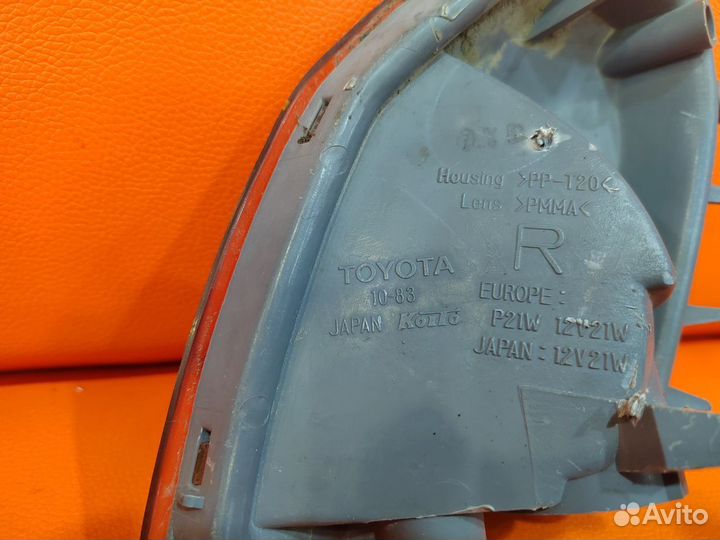 Housing >PP-T20<
Lens >PMMA<
R
TOYOTA
10-83
JAPAN Koito
EUROPE :
P21W 12V21W
JAPAN : 12V21W
Avito